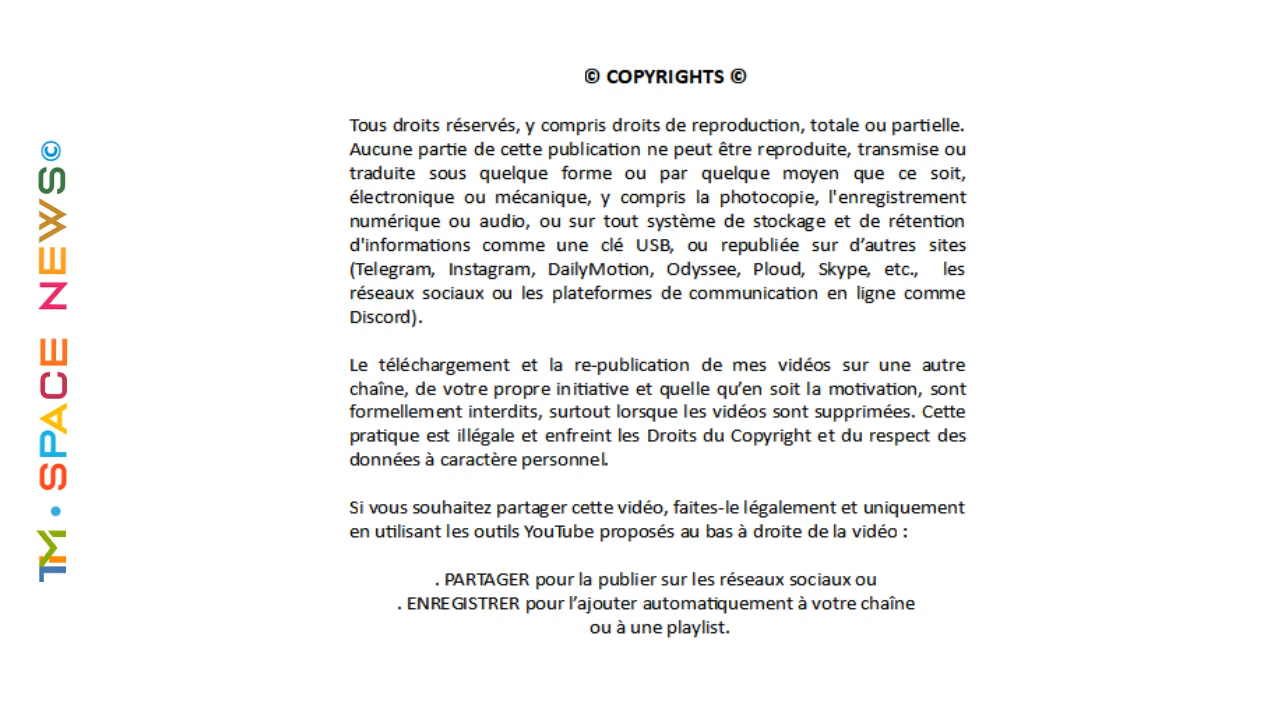 © COPYRIGHTS ©
Tous droits réservés, y compris droits de reproduction, totale ou partielle.
Aucune partie de cette publication ne peut être reproduite, transmise ou
traduite sous quelque forme ou par quelque moyen que ce soit,
électronique ou mécanique, y compris la photocopie, l'enregistrement
numérique ou audio, ou sur tout système de stockage et de rétention
d'informations comme une clé USB, ou republiée sur d’autres sites
(Telegram, Instagram, DailyMotion, Odyssee, Ploud, Skype, etc., les
réseaux sociaux ou les plateformes de communication en ligne comme
Discord).
Le téléchargement et la re-publication de mes vidéos sur une autre
chaîne, de votre propre initiative et quelle qu’en soit la motivation, sont
formellement interdits, surtout lorsque les vidéos sont supprimées. Cette
pratique est illégale et enfreint les Droits du Copyright et du respect des
données à caractère personnel.
Si vous souhaitez partager cette vidéo, faites-le légalement et uniquement
en utilisant les outils YouTube proposés au bas à droite de la vidéo :
. PARTAGER pour la publier sur les réseaux sociaux ou
. ENREGISTRER pour l’ajouter automatiquement à votre chaîne
ou à une playlist.
TM • SPACE NEWS©